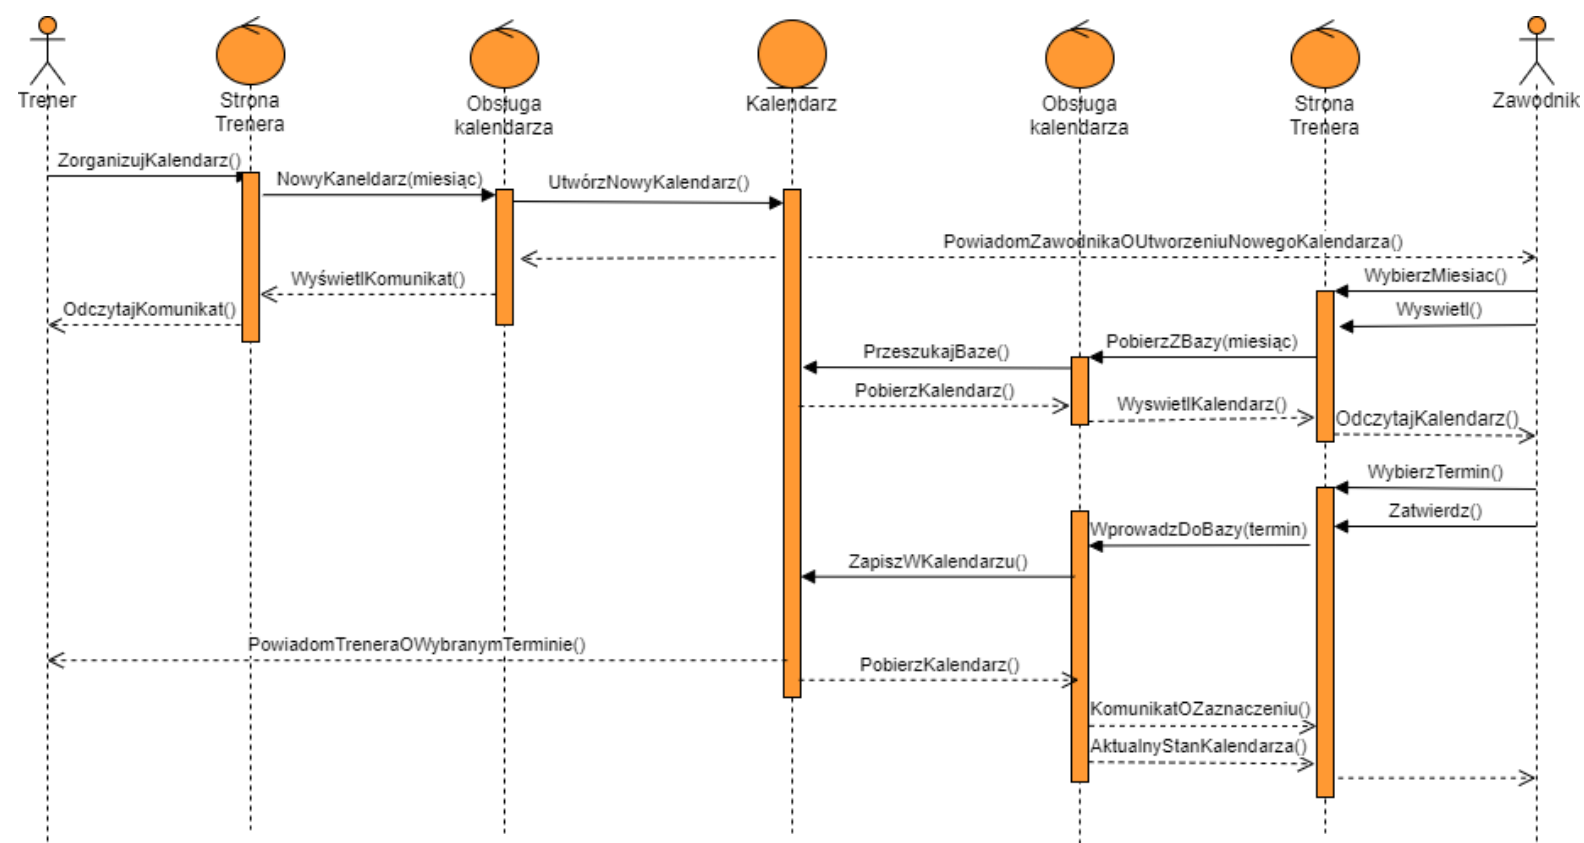 Trener
Strona
Trenera
Obsługa
kalendarza
Kalendarz
Obsługa
kalendarza
Strona
Trenera
Zawodnik
ZorganizujKalendarz()
NowyKaneldarz(miesiąc)
UtwórzNowyKalendarz()
PowiadomZawodnikaOUtworzeniuNowegoKalendarza()
WyświetlKomunikat()
WybierzMiesiac()
OdczytajKomunikat()
Wyswietl()
PobierzZBazy(miesiąc)
PrzeszukajBaze()
PobierzKalendarz()
WyswietlKalendarz()
OdczytajKalendarz()
WybierzTermin()
Zatwierdz()
WprowadzDoBazy(termin)
ZapiszWKalendarzu()
PowiadomTreneraOWybranymTerminie()
PobierzKalendarz()
KomunikatOZaznaczeniu()
AktualnyStanKalendarza()